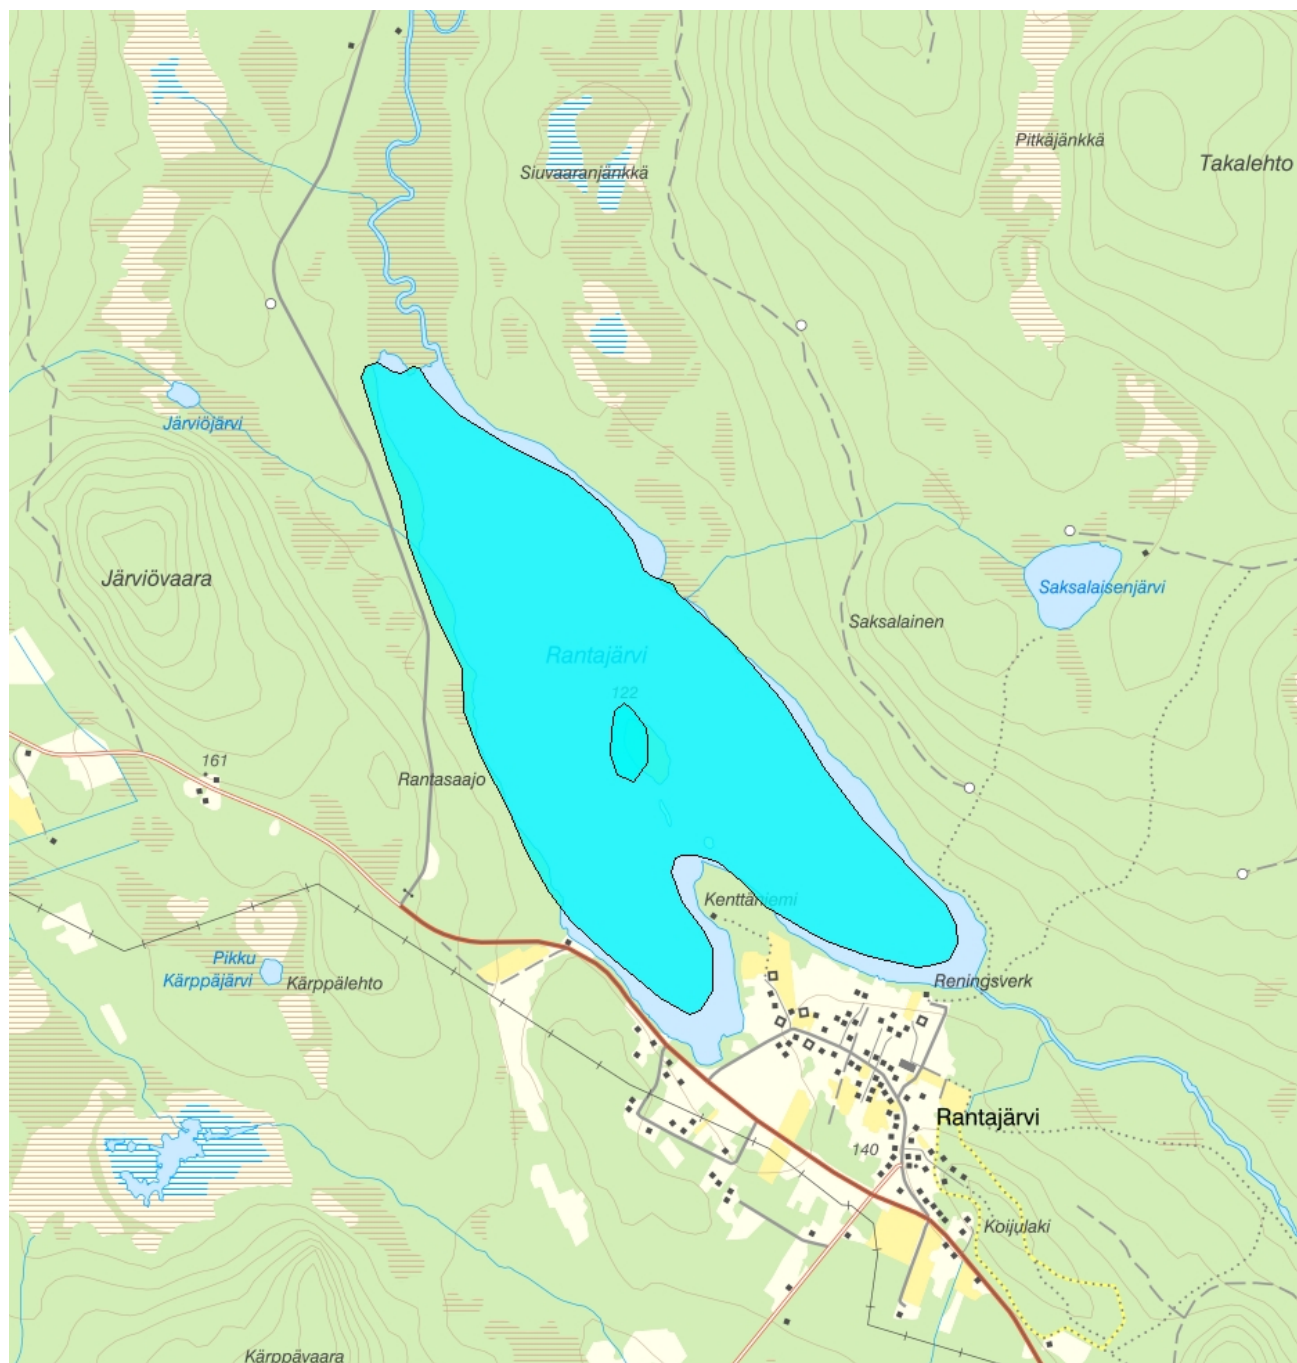 Pitkäjänkkä
Takalehto
Siuvaaranjänkkä
Järviöjärvi
Järviövaara
Saksalaisenjärvi
Saksalainen
Rantajärvi
122
161
Rantasaajo
Kenttäniemi
Pikku
Kärppäjärvi
Kärppälehto
Reningsverk
Rantajärvi
140
Koijulaki
Kärppävaara